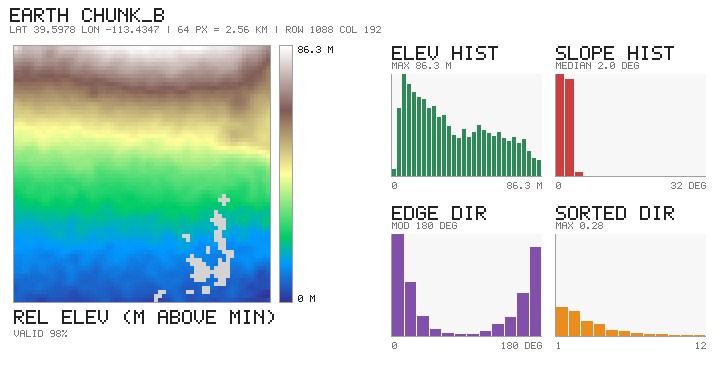 EARTH CHUNK_B
LAT 39.5978 LON -113.4347 | 64 PX = 2.56 KM | ROW 1088 COL 192
86.3 M
0 M
REL ELEV (M ABOVE MIN)
VALID 98%
ELEV HIST
MAX 86.3 M
0 86.3 M
SLOPE HIST
MEDIAN 2.0 DEG
0 32 DEG
EDGE DIR
MOD 180 DEG
0 180 DEG
SORTED DIR
MAX 0.28
1 12